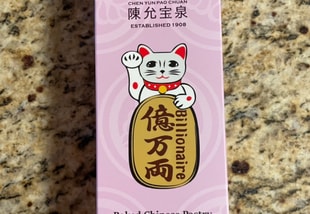 CHEN YUN PAO CHUAN
陳允宝泉
ESTABLISHED 1908
億万両
Billionaire
Baked Chinese Pastry